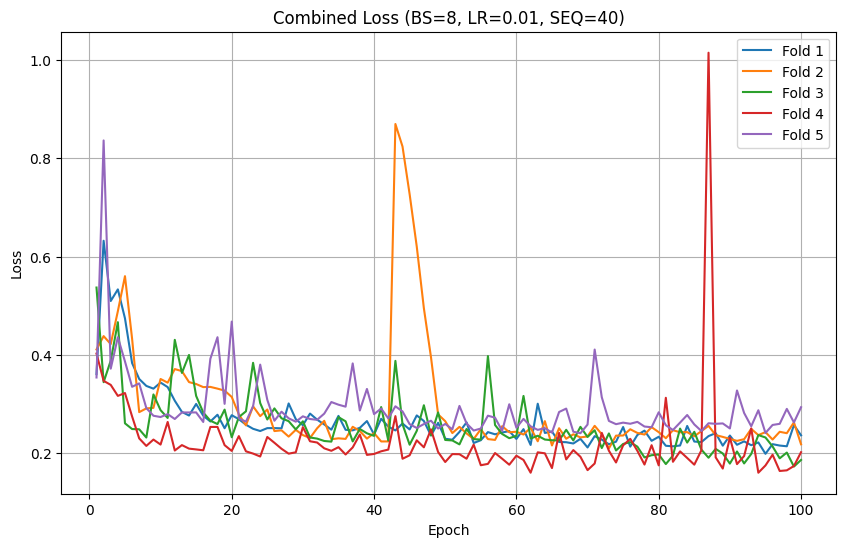 Combined Loss (BS=8, LR=0.01, SEQ=40)
Fold 1
Fold 2
Fold 3
Fold 4
Fold 5
Loss
1.0
0.8
0.6
0.4
0.2
0
20
40
60
80
100
Epoch